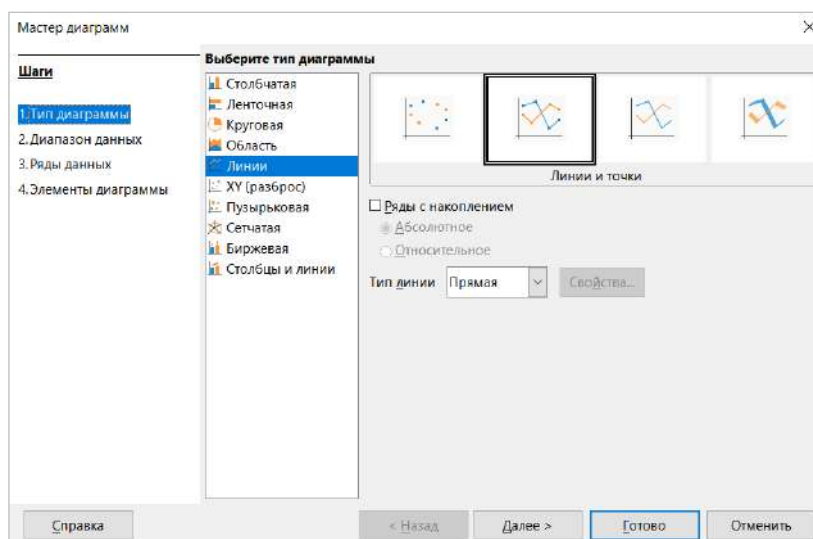 Мастер диаграмм
Шаги
1.Тип диаграммы
2.Диапазон данных
3.Ряды данных
4.Элементы диаграммы
Выберите тип диаграммы
Столбчатая
Ленточная
Круговая
Область
Линии
XY (разброс)
Пузырьковая
Сетчатая
Биржевая
Столбцы и линии
Линии и точки
Ряды с накоплением
Абсолютное
Относительное
Тип линии Прямая Свойства...
Справка < Назад Далее > Готово Отменить